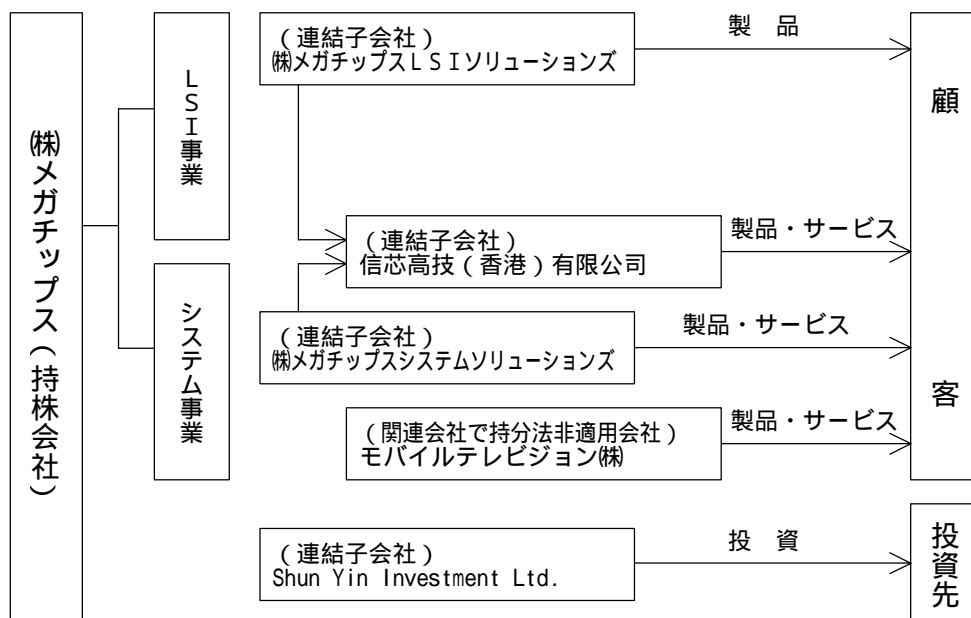 ㈱メガチップス(持株会社)
LSI事業
システム事業
(連結子会社)
㈱メガチップスLSIソリューションズ
製 品
(連結子会社)
信芯高技(香港)有限公司
製品・サービス
(連結子会社)
㈱メガチップスシステムソリューションズ
製品・サービス
(関連会社で持分法非適用会社)
モバイルテレビジョン㈱
製品・サービス
顧 客
(連結子会社)
Shun Yin Investment Ltd.
投 資
投資先